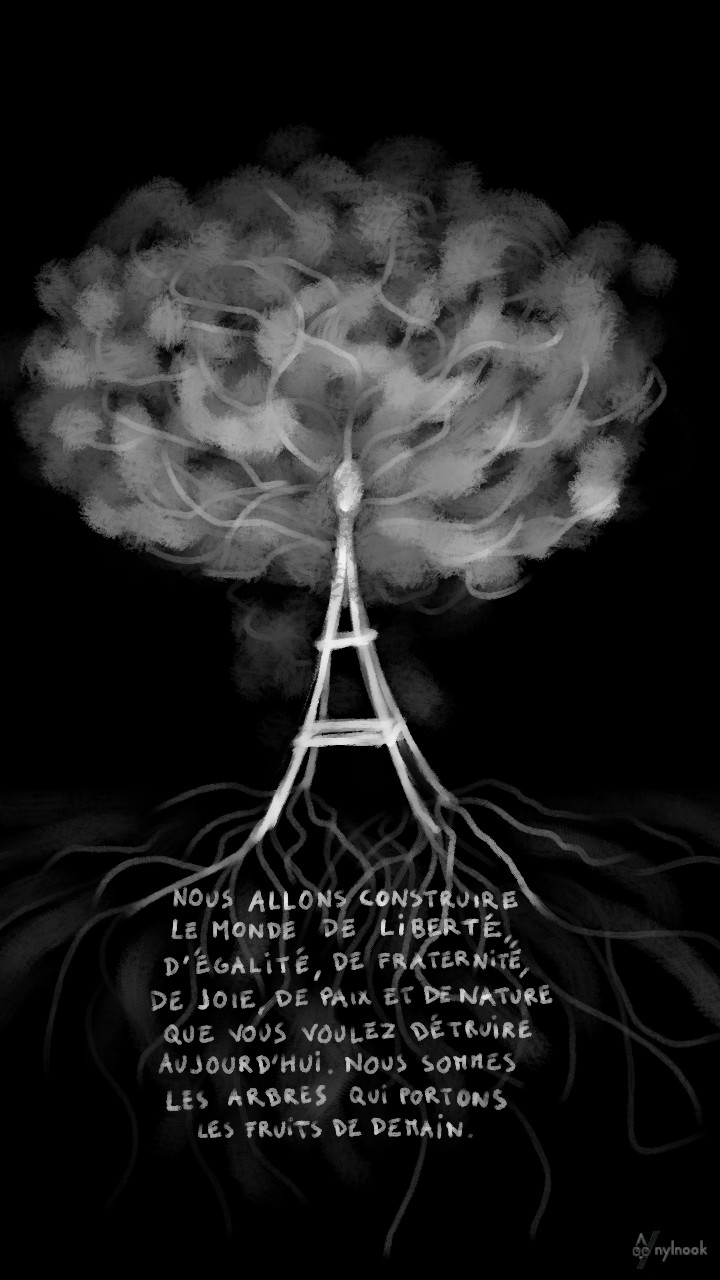 NOUS ALLONS CONSTRUIRE
LE MONDE DE LiBERTÉ,
D'ÉGALITÉ, DE FRATERNiTÉ,
DE JOIE, DE PAiX ET DE NATURE
QUE VOUS VOULEZ DÉTRUIRE
AUJOURD'HUi. NOUS SOMMES
LES ARBRES QUi PORTONS
LES FRUiTS DE DEMAiN.
nylnook